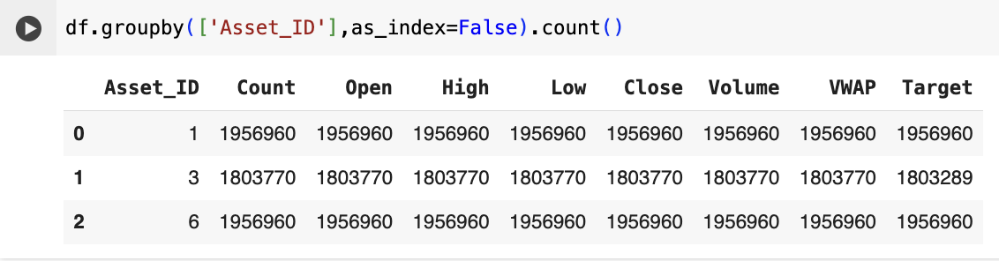 df.groupby(['Asset_ID'],as_index=False).count()
Asset_ID Count Open High Low Close Volume VWAP Target
0 1 1956960 1956960 1956960 1956960 1956960 1956960 1956960 1956960
1 3 1803770 1803770 1803770 1803770 1803770 1803770 1803770 1803289
2 6 1956960 1956960 1956960 1956960 1956960 1956960 1956960 1956960